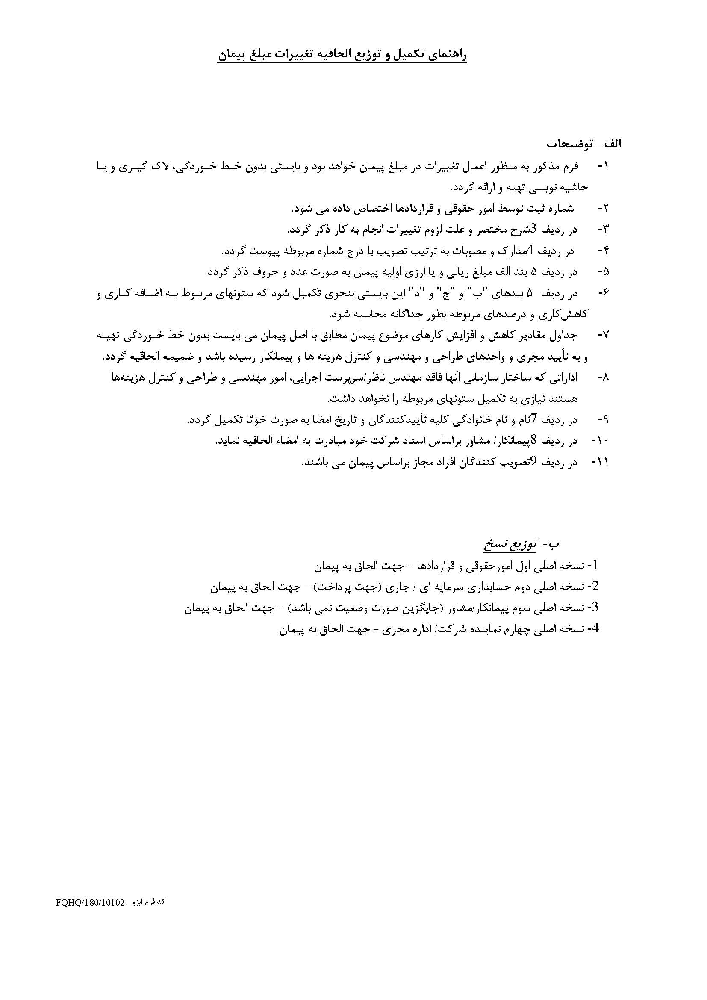 راهنمای تکمیل و توزیع الحاقیه تغییرات مبلغ پیمان
الف- توضیحات
۱- فرم مذکور به منظور اعمال تغییرات در مبلغ پیمان خواهد بود و بایستی بدون خـط خـوردگی، لاک گیـری و یـا
حاشیه نویسی تهیه و ارائه گردد.
۲- شماره ثبت توسط امور حقوقی و قراردادها اختصاص داده می شود.
۳- در ردیف 3شرح مختصر و علت لزوم تغییرات انجام به کار ذکر گردد.
۴- در ردیف 4مدارک و مصوبات به ترتیب تصویب با درج شماره مربوطه پیوست گردد.
۵- در ردیف ۵ بند الف مبلغ ریالی و یا ارزی اولیه پیمان به صورت عدد و حروف ذکر گردد
۶- در ردیف ۵ بندهای "ب" و "ج" و "د" این بایستی بنحوی تکمیل شود که ستونهای مربـوط بـه اضـافه کـاری و
کاهش‌کاری و درصدهای مربوطه بطور جداگانه محاسبه شود.
۷- جداول مقادیر کاهش و افزایش کارهای موضوع پیمان مطابق با اصل پیمان می بایست بدون خط خـوردگی تهیـه
و به تأیید مجری و واحدهای طراحی و مهندسی و کنترل هزینه ها و پیمانکار رسیده باشد و ضمیمه الحاقیه گردد.
۸- اداراتی که ساختار سازمانی آنها فاقد مهندس ناظر/سرپرست اجرایی، امور مهندسی و طراحی و کنترل هزینه‌ها
هستند نیازی به تکمیل ستونهای مربوطه را نخواهد داشت.
۹- در ردیف 7نام و نام خانوادگی کلیه تأییدکنندگان و تاریخ امضا به صورت خوانا تکمیل گردد.
۱۰- در ردیف 8پیمانکار/ مشاور براساس اسناد شرکت خود مبادرت به امضاء الحاقیه نماید.
۱۱- در ردیف 9تصویب کنندگان افراد مجاز براساس پیمان می باشند.
ب- توزیع نسخ
1- نسخه اصلی اول امورحقوقی و قراردادها – جهت الحاق به پیمان
2- نسخه اصلی دوم حسابداری سرمایه ای / جاری (جهت پرداخت) – جهت الحاق به پیمان
3- نسخه اصلی سوم پیمانکار/مشاور (جایگزین صورت وضعیت نمی باشد) – جهت الحاق به پیمان
4- نسخه اصلی چهارم نماینده شرکت/ اداره مجری – جهت الحاق به پیمان
کد فرم ایزو FQHQ/180/10102